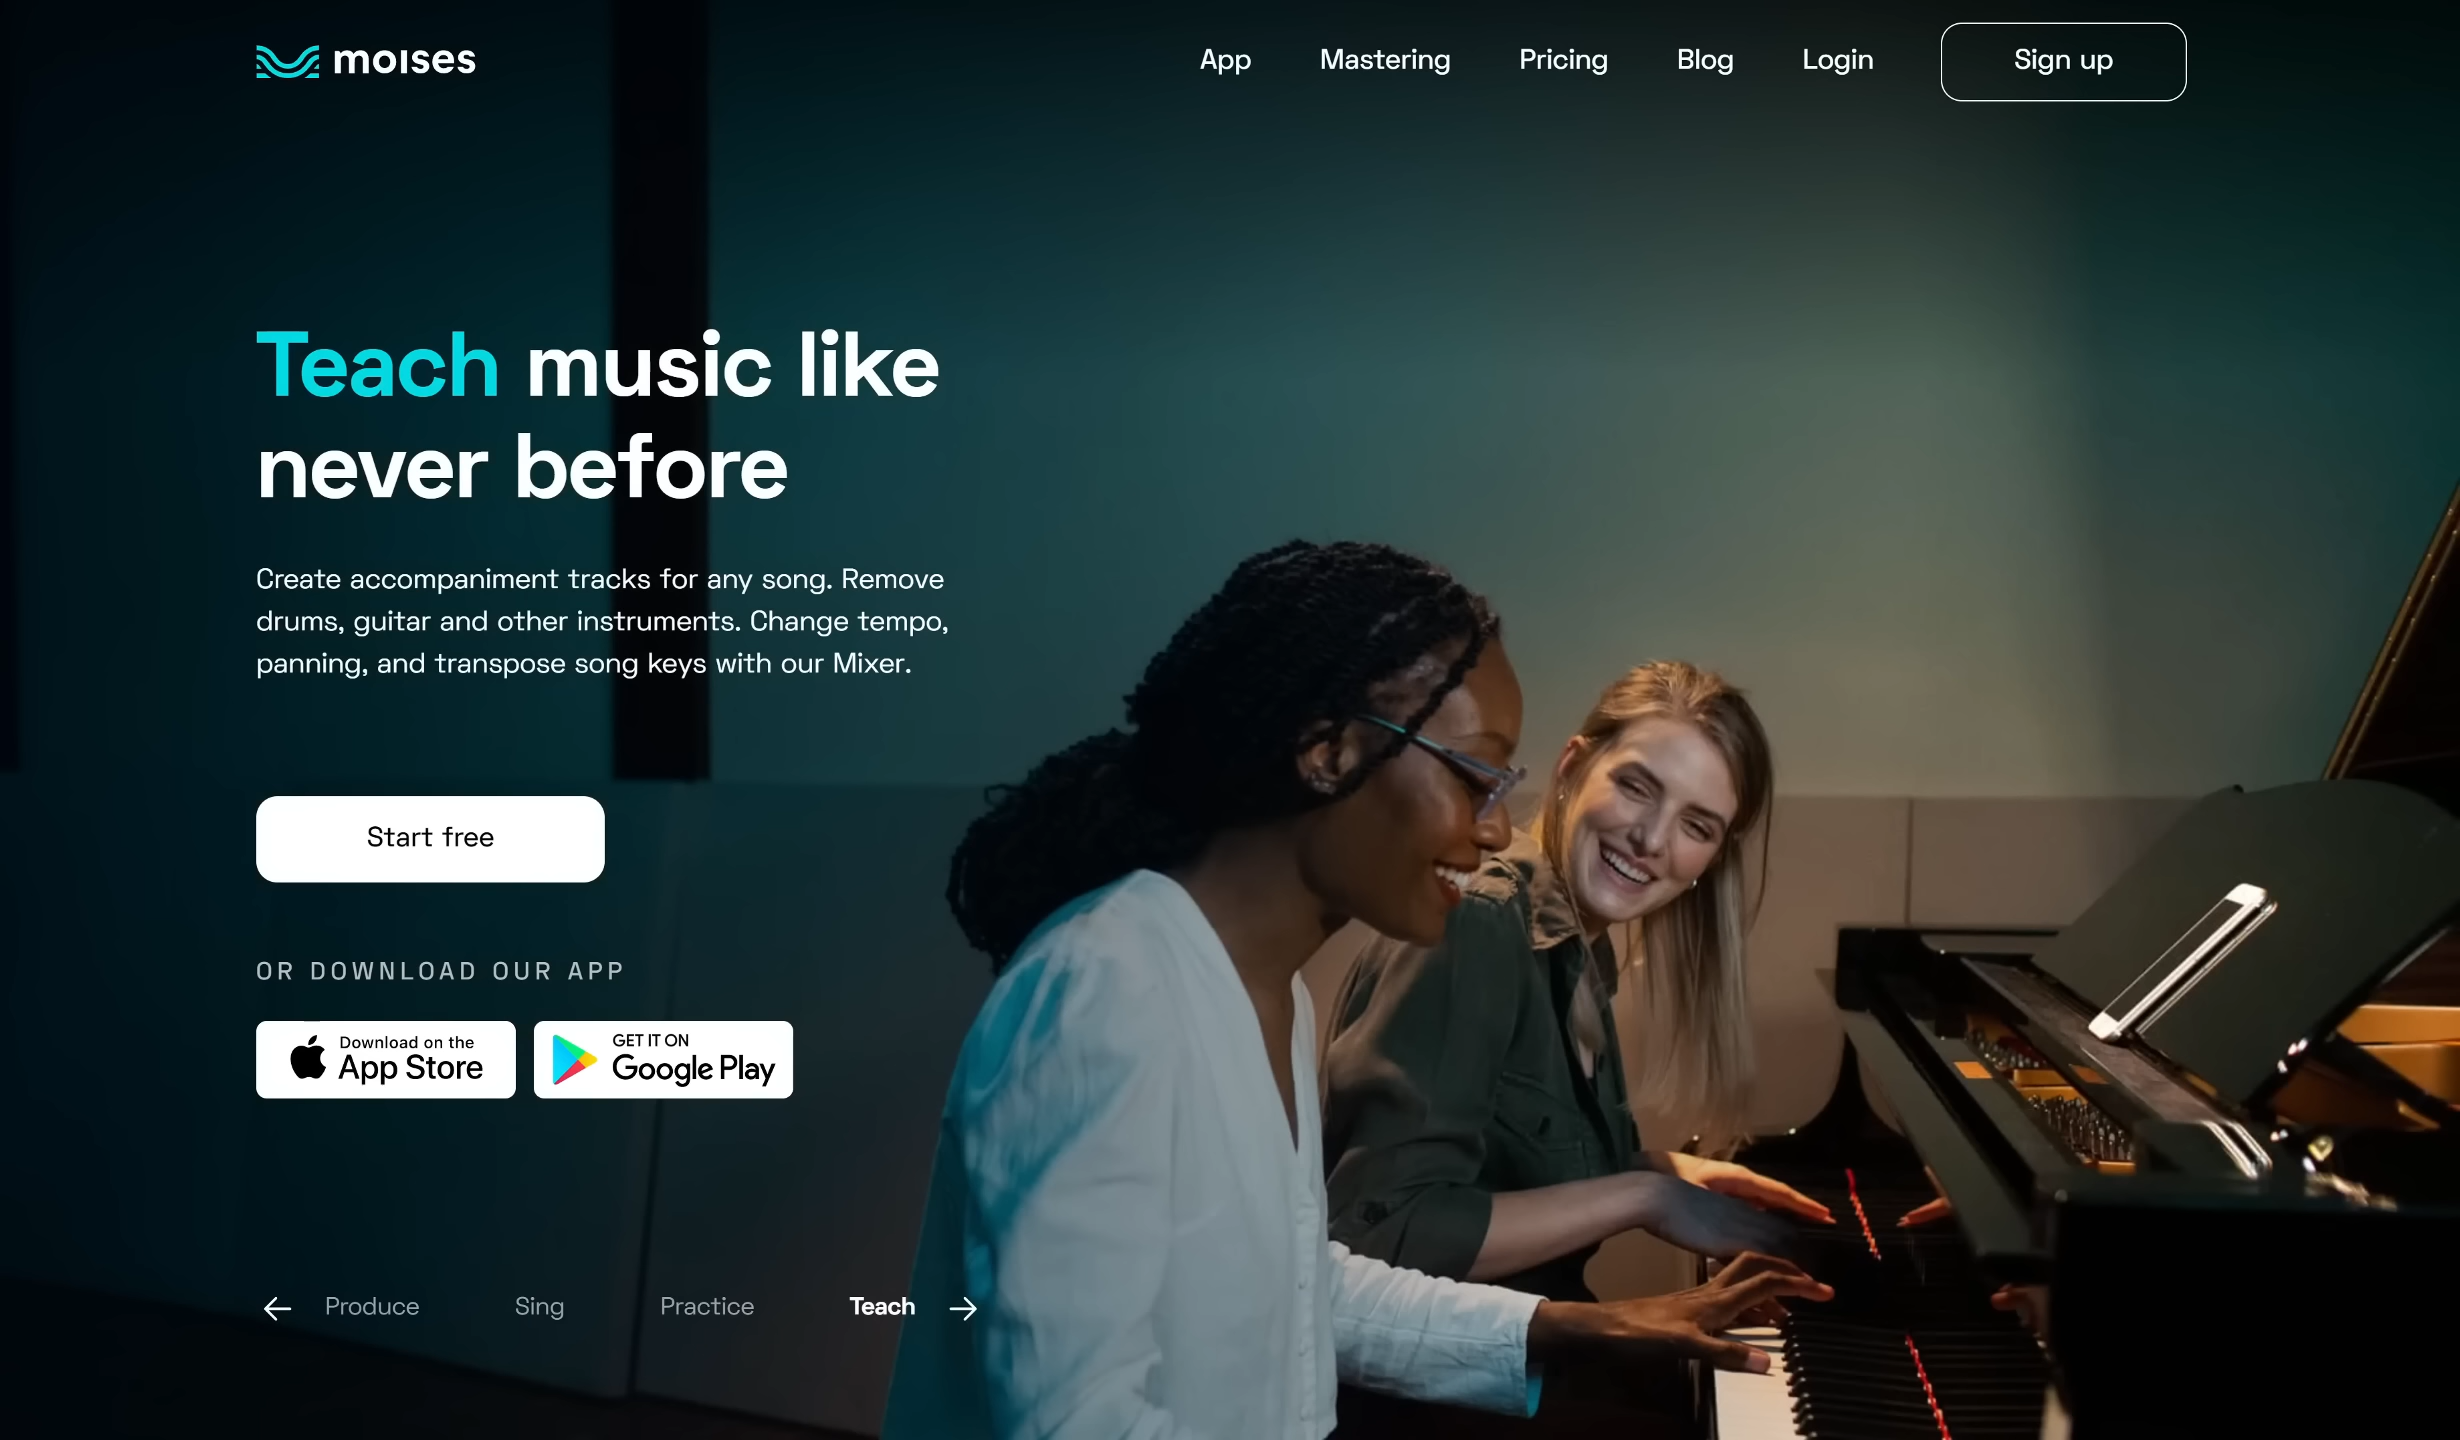 moises
App
Mastering
Pricing
Blog
Login
Sign up
Teach music like
never before
Create accompaniment tracks for any song. Remove
drums, guitar and other instruments. Change tempo,
panning, and transpose song keys with our Mixer.
Start free
OR DOWNLOAD OUR APP
Download on the
App Store
GET IT ON
Google Play
Produce
Sing
Practice
Teach